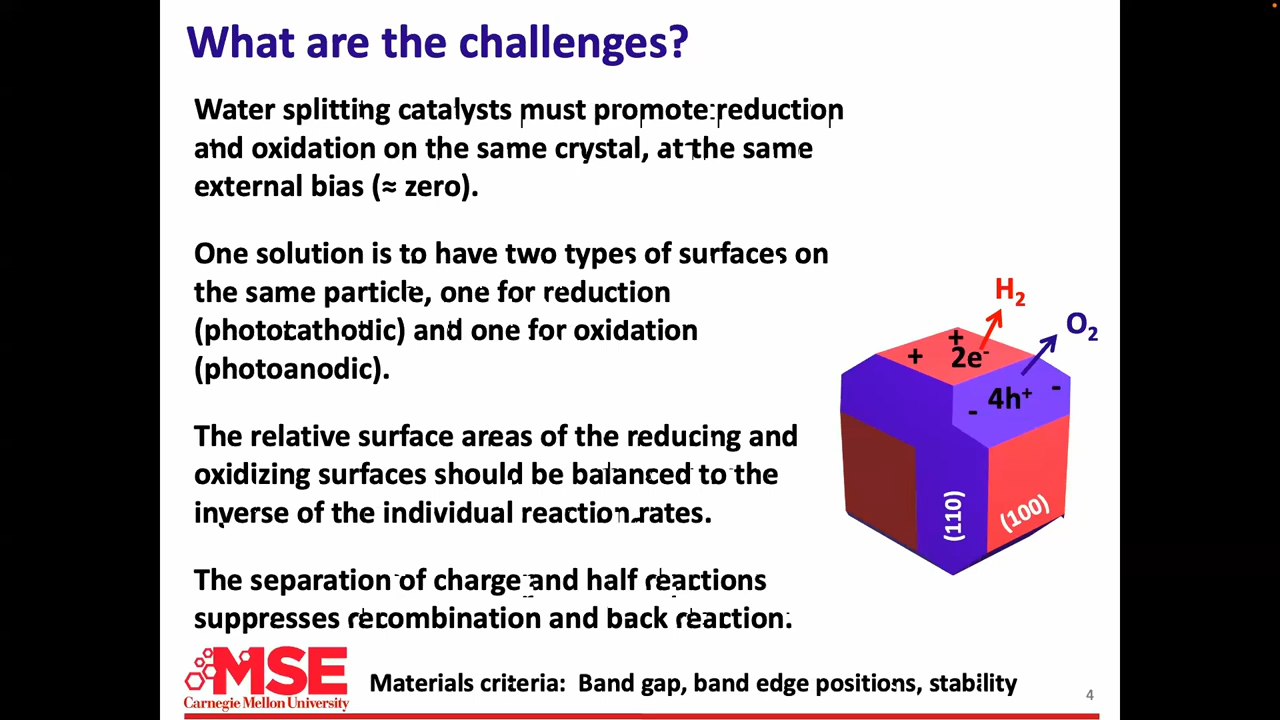 What are the challenges?
Water splitting catalysts must promote reduction
and oxidation on the same crystal, at the same
external bias (≈ zero).
One solution is to have two types of surfaces on
the same particle, one for reduction
(photocathodic) and one for oxidation
(photoanodic).
The relative surface areas of the reducing and
oxidizing surfaces should be balanced to the
inverse of the individual reaction rates.
The separation of charge and half reactions
suppresses recombination and back reaction.
H₂
O₂
+
+ 2e⁻
- 4h⁺ -
(110)
(100)
MSE
Carnegie Mellon University
Materials criteria: Band gap, band edge positions, stability
4